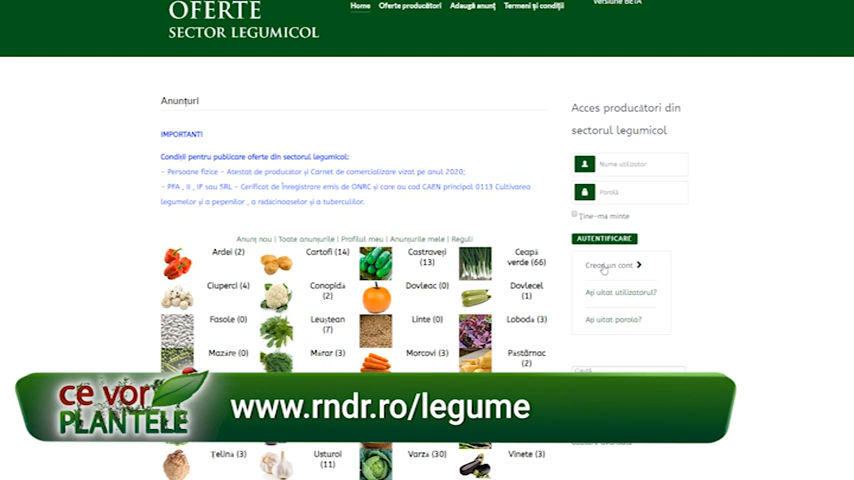 OFERTE
SECTOR LEGUMICOL
Home Oferte producători Adaugă anunț Termeni și condiții
Versiune BETA
Anunțuri
IMPORTANT!
Condiții pentru publicare oferte din sectorul legumicol:
- Persoane fizice - Atestat de producator și Carnet de comercializare vizat pe anul 2020;
- PFA , II , IF sau SRL - Cerificat de înregistrare emis de ONRC și care au cod CAEN principal 0113 Cultivarea
legumelor și a pepenilor , a radacinoaselor și a tuberculilor.
Anunț nou | Toate anunțurile | Profilul meu | Anunțurile mele | Reguli
Ardei (2) Cartofi (14) Castraveți (13) Ceapă verde (66)
Ciuperci (4) Conopidă (2) Dovleac (0) Dovlecel (1)
Fasole (0) Leuștean (7) Linte (0) Lobodă (3)
Mazăre (0) Mărar (3) Morcovi (3) Păstârnac (2)
Țelină (3) Usturoi (11) Varză (30) Vinete (3)
Acces producători din
sectorul legumicol
Nume utilizator
Parolă
Ține-mă minte
AUTENTIFICARE
Creați un cont
Ați uitat utilizatorul?
Ați uitat parola?
Caută
ce vor
PLANTELE
www.rndr.ro/legume